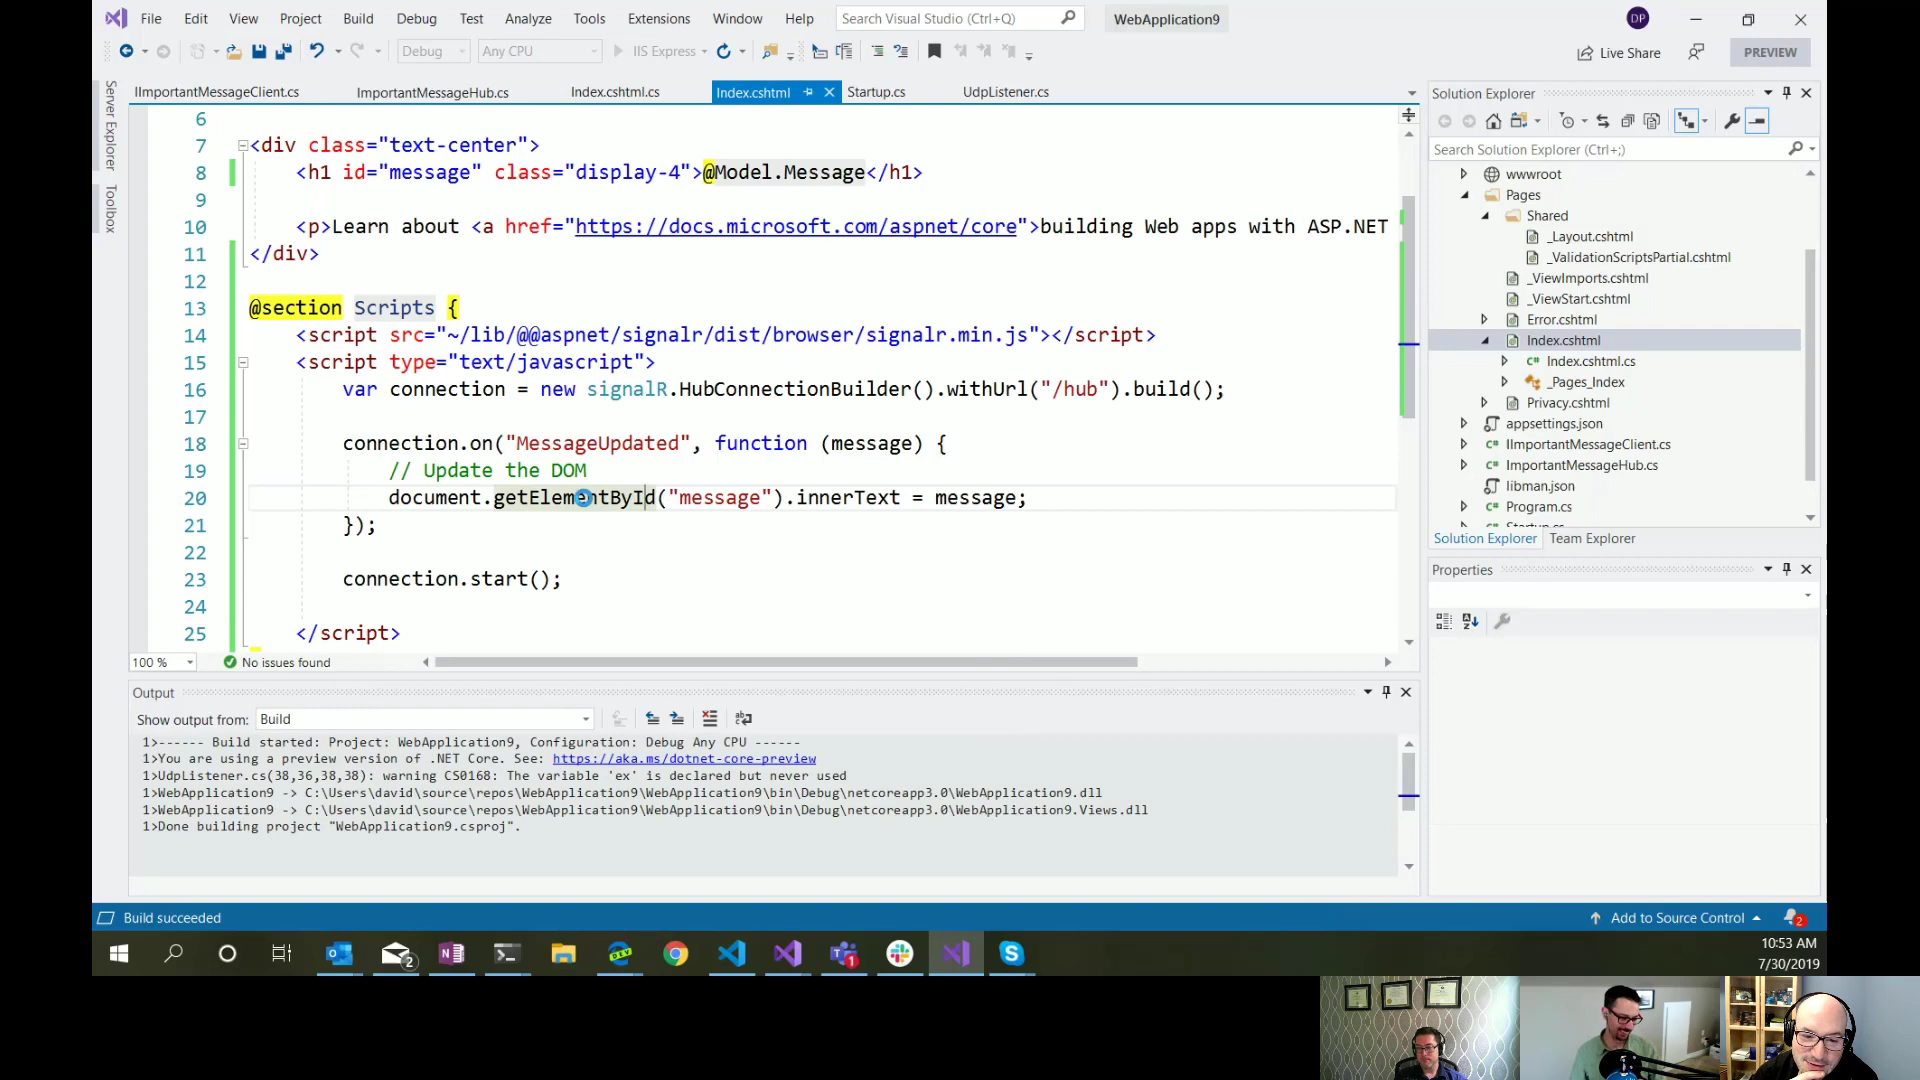 File Edit View Project Build Debug Test Analyze Tools Extensions Window Help Search Visual Studio (Ctrl+Q) WebApplication9 DP
Debug Any CPU IIS Express Live Share PREVIEW
Server Explorer
Toolbox
IImportantMessageClient.cs ImportantMessageHub.cs Index.cshtml.cs Index.cshtml Startup.cs UdpListener.cs
6
7 <div class="text-center">
8 <h1 id="message" class="display-4">@Model.Message</h1>
9
10 <p>Learn about <a href="https://docs.microsoft.com/aspnet/core">building Web apps with ASP.NET
11 </div>
12
13 @section Scripts {
14 <script src="~/lib/@@aspnet/signalr/dist/browser/signalr.min.js"></script>
15 <script type="text/javascript">
16 var connection = new signalR.HubConnectionBuilder().withUrl("/hub").build();
17
18 connection.on("MessageUpdated", function (message) {
19 // Update the DOM
20 document.getElementById("message").innerText = message;
21 });
22
23 connection.start();
24
25 </script>
100 % No issues found
Output
Show output from: Build
1>------ Build started: Project: WebApplication9, Configuration: Debug Any CPU ------
1>You are using a preview version of .NET Core. See: https://aka.ms/dotnet-core-preview
1>UdpListener.cs(38,36,38,38): warning CS0168: The variable 'ex' is declared but never used
1>WebApplication9 -> C:\Users\david\source\repos\WebApplication9\WebApplication9\bin\Debug\netcoreapp3.0\WebApplication9.dll
1>WebApplication9 -> C:\Users\david\source\repos\WebApplication9\WebApplication9\bin\Debug\netcoreapp3.0\WebApplication9.Views.dll
1>Done building project "WebApplication9.csproj".
Solution Explorer
Search Solution Explorer (Ctrl+;)
wwwroot
Pages
Shared
_Layout.cshtml
_ValidationScriptsPartial.cshtml
_ViewImports.cshtml
_ViewStart.cshtml
Error.cshtml
Index.cshtml
Index.cshtml.cs
_Pages_Index
Privacy.cshtml
appsettings.json
IImportantMessageClient.cs
ImportantMessageHub.cs
libman.json
Program.cs
Startup.cs
Solution Explorer Team Explorer
Properties
Build succeeded Add to Source Control 2
2 1
10:53 AM
7/30/2019